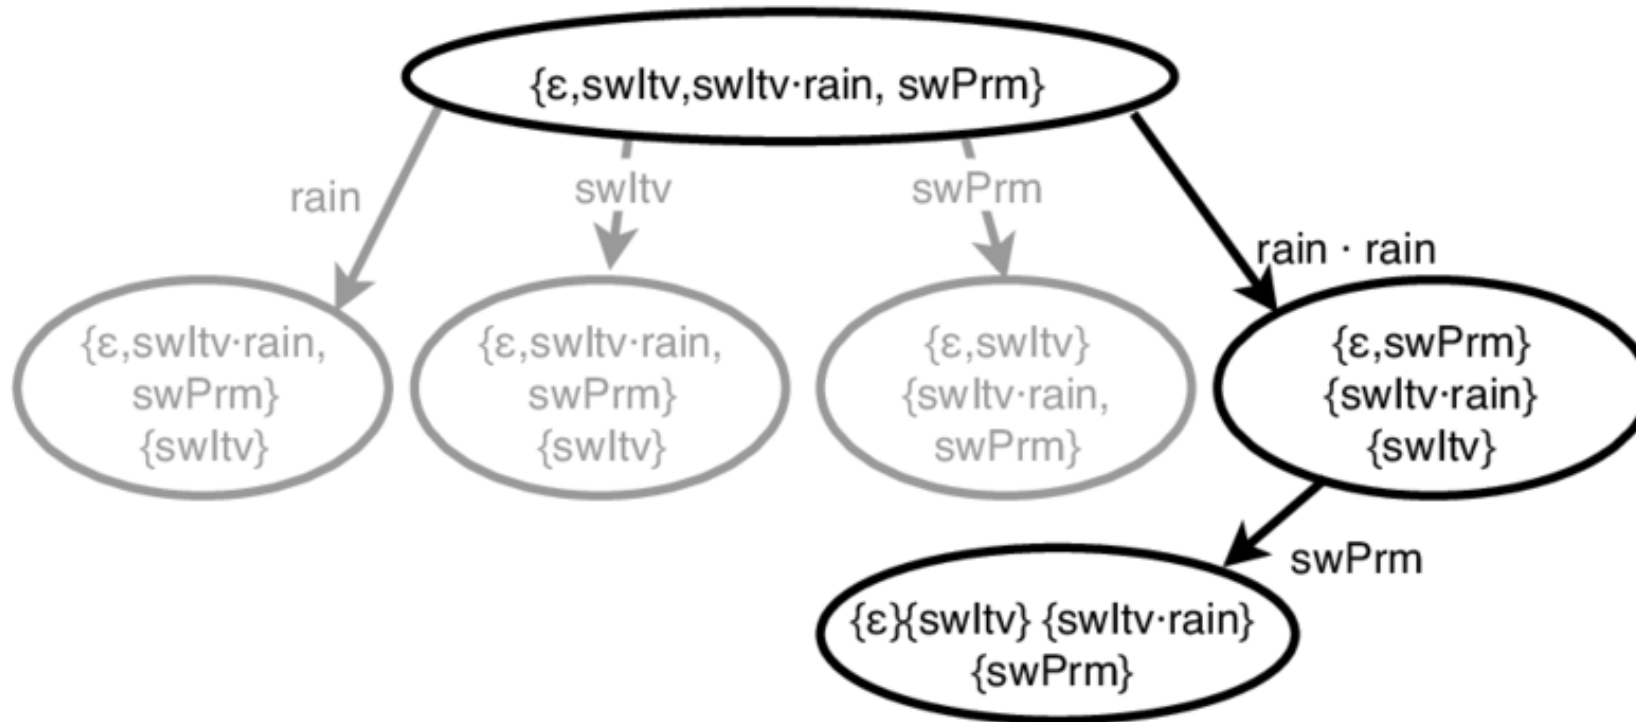 {ε,swItv,swItv·rain, swPrm}
rain
swItv
swPrm
rain · rain
{ε,swItv·rain,
swPrm}
{swItv}
{ε,swItv·rain,
swPrm}
{swItv}
{ε,swItv}
{swItv·rain,
swPrm}
{ε,swPrm}
{swItv·rain}
{swItv}
swPrm
{ε}{swItv} {swItv·rain}
{swPrm}